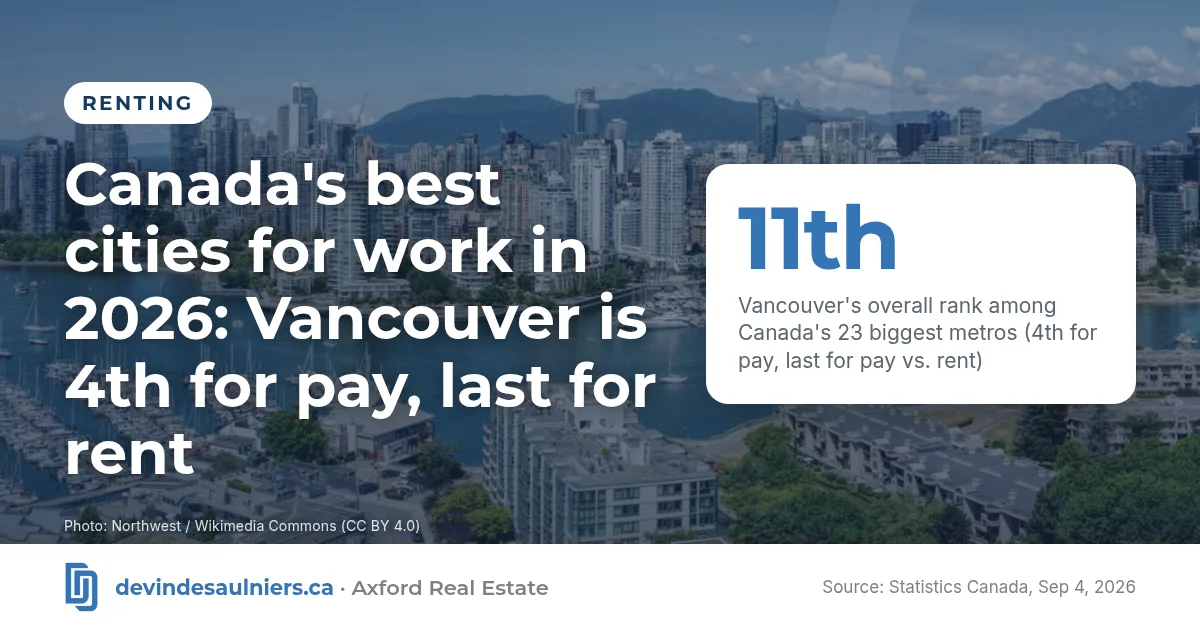 RENTING
Canada's best
cities for work in
2026: Vancouver is
4th for pay, last for
rent
11th
Vancouver's overall rank among
Canada's 23 biggest metros (4th for
pay, last for pay vs. rent)
Photo: Northwest / Wikimedia Commons (CC BY 4.0)
devindesaulniers.ca · Axford Real Estate
Source: Statistics Canada, Sep 4, 2026